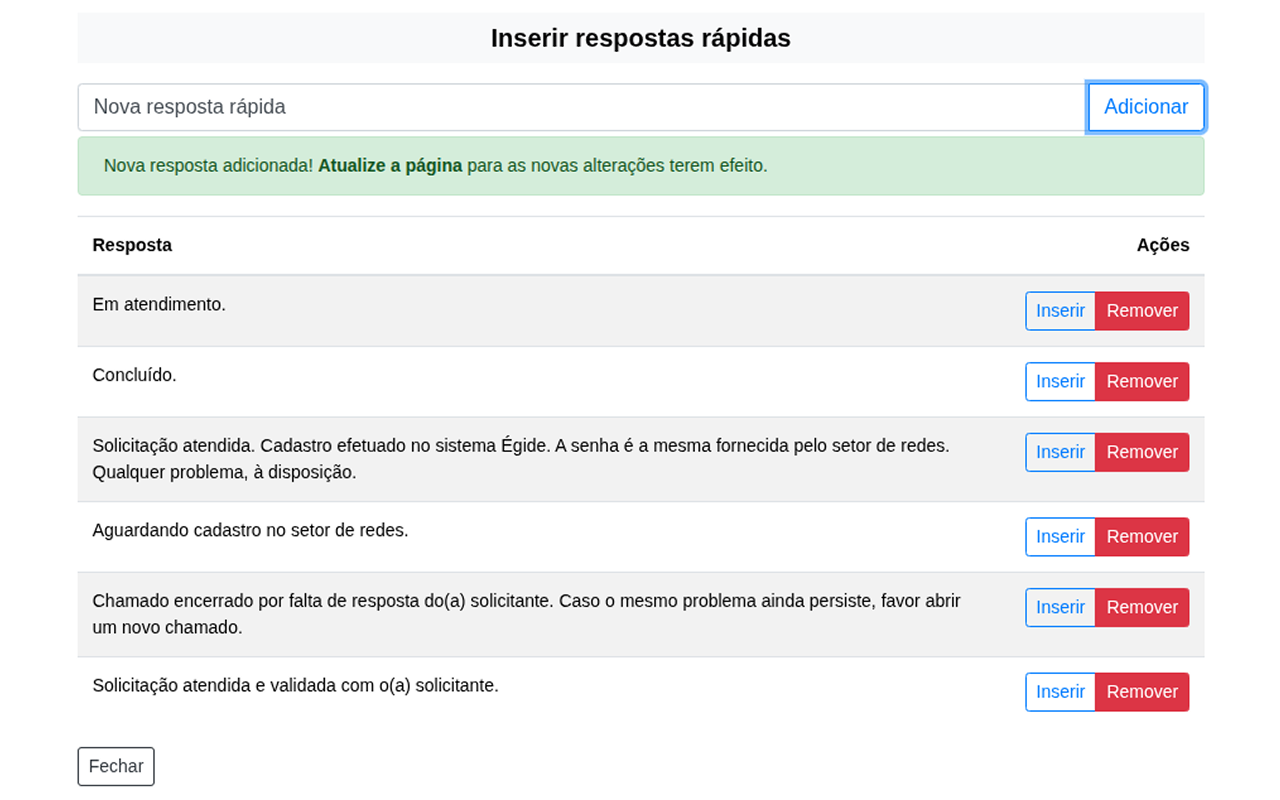 Inserir respostas rápidas
Nova resposta rápida
Adicionar
Nova resposta adicionada! Atualize a página para as novas alterações terem efeito.
Resposta
Ações
Em atendimento.
Inserir
Remover
Concluído.
Inserir
Remover
Solicitação atendida. Cadastro efetuado no sistema Égide. A senha é a mesma fornecida pelo setor de redes.
Qualquer problema, à disposição.
Inserir
Remover
Aguardando cadastro no setor de redes.
Inserir
Remover
Chamado encerrado por falta de resposta do(a) solicitante. Caso o mesmo problema ainda persiste, favor abrir
um novo chamado.
Inserir
Remover
Solicitação atendida e validada com o(a) solicitante.
Inserir
Remover
Fechar